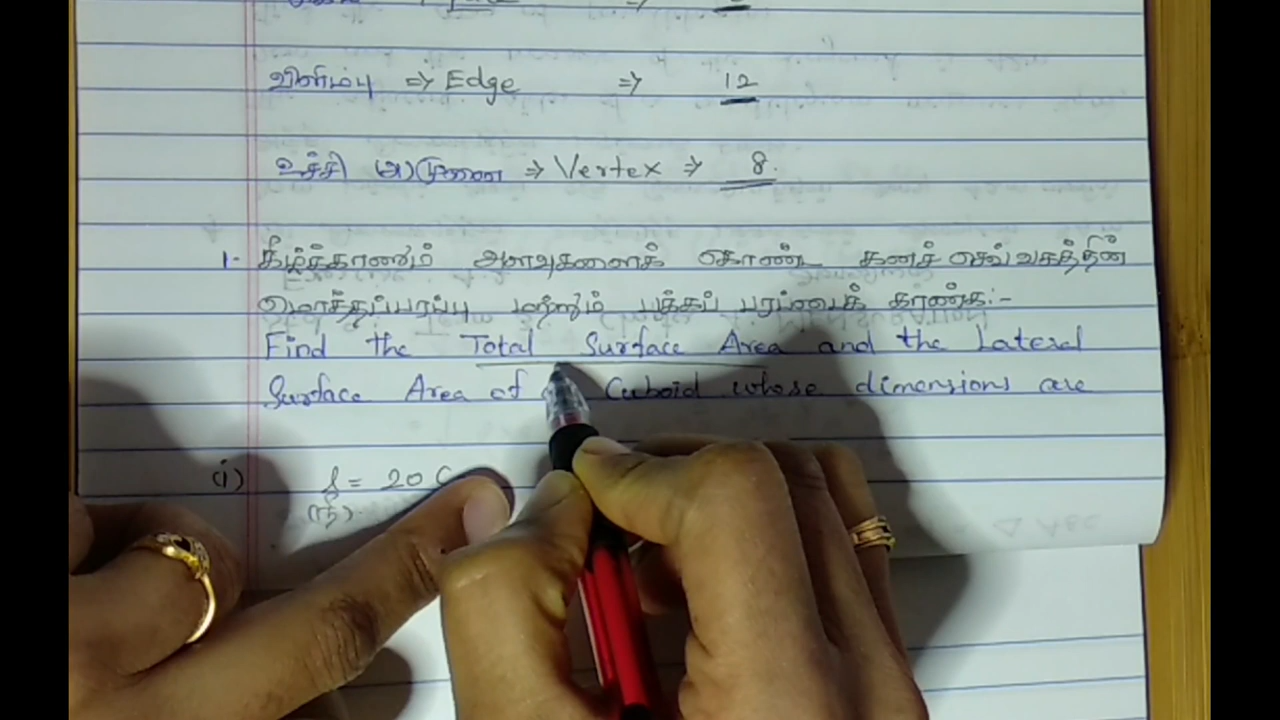 விளிம்பு ⇒ Edge ⇒ 12
உச்சி (அ) முனை ⇒ Vertex ⇒ 8.
1. கீழ்க்காணும் அளவுகளைக் கொண்ட கனச் செவ்வகத்தின்
மொத்தப்பரப்பு மற்றும் பக்கப் பரப்பைக் காண்க:-
Find the Total Surface Area and the Lateral
Surface Area of Cuboid whose dimensions are
(i) l = 20 C
(நீ)